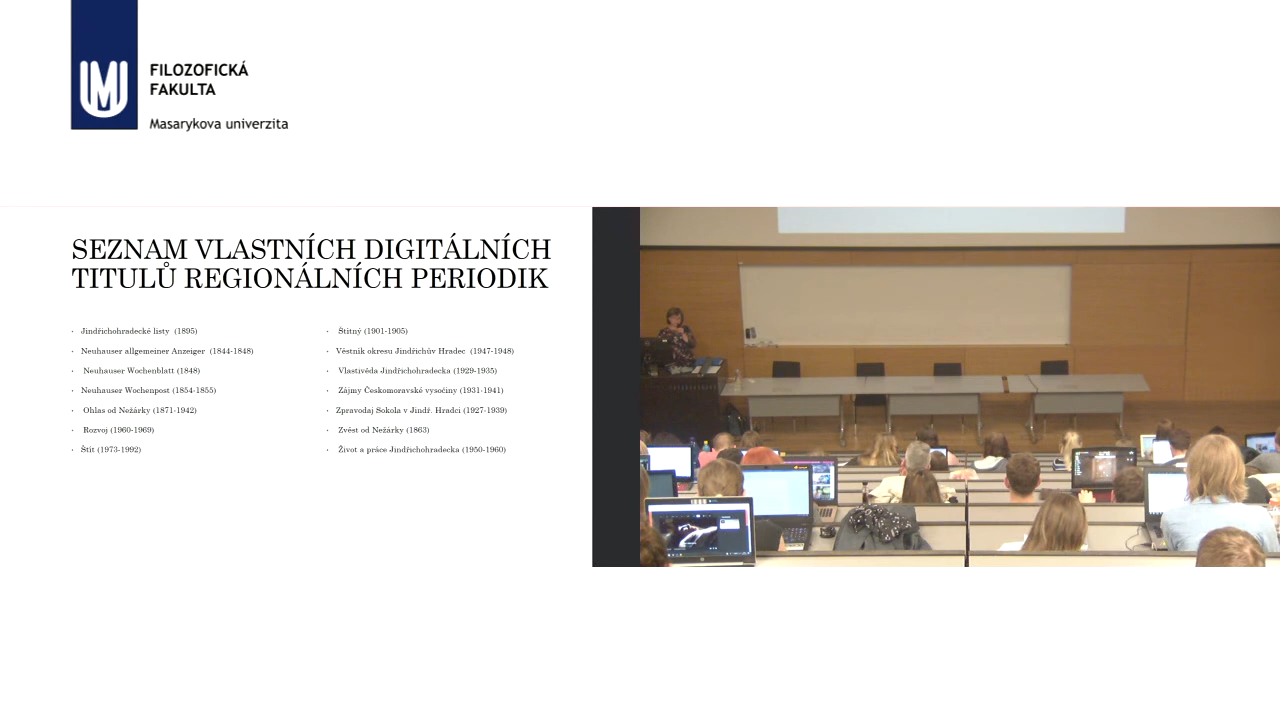 FILOZOFICKÁ
FAKULTA
Masarykova univerzita
SEZNAM VLASTNÍCH DIGITÁLNÍCH
TITULŮ REGIONÁLNÍCH PERIODIK
• Jindřichohradecké listy (1895)
• Neuhauser allgemeiner Anzeiger (1844-1848)
• Neuhauser Wochenblatt (1848)
• Neuhauser Wochenpost (1854-1855)
• Ohlas od Nežárky (1871-1942)
• Rozvoj (1960-1969)
• Štít (1973-1992)
• Štítný (1901-1905)
• Věstník okresu Jindřichův Hradec (1947-1948)
• Vlastivěda Jindřichohradecka (1929-1935)
• Zájmy Českomoravské vysočiny (1931-1941)
• Zpravodaj Sokola v Jindř. Hradci (1927-1939)
• Zvěst od Nežárky (1863)
• Život a práce Jindřichohradecka (1950-1960)